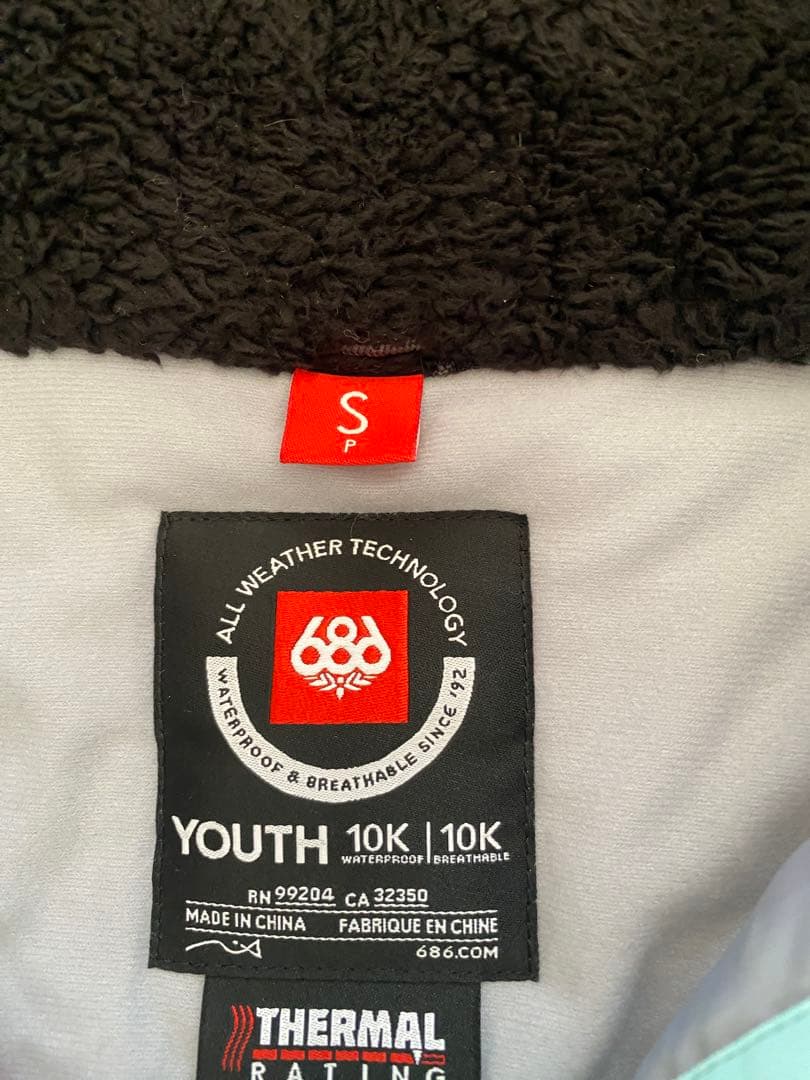 S
P
ALL WEATHER TECHNOLOGY
686
WATERPROOF & BREATHABLE SINCE '92
YOUTH 10K | 10K
WATERPROOF BREATHABLE
RN 99204 CA 32350
MADE IN CHINA FABRIQUE EN CHINE
686.COM
THERMAL
RATING